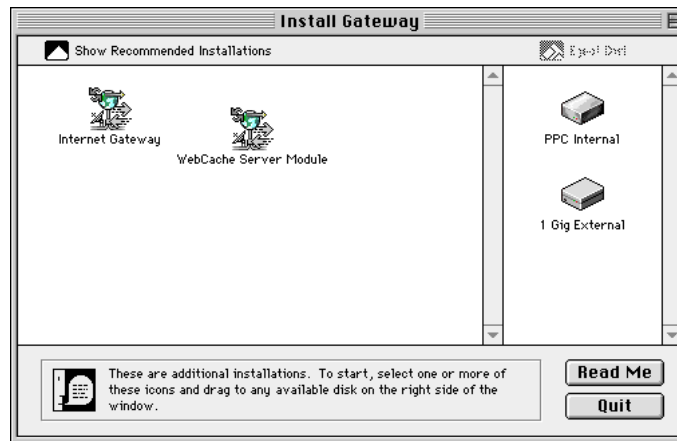 Install Gateway
Show Recommended Installations
Eject Disk
Internet Gateway
WebCache Server Module
PPC Internal
1 Gig External
These are additional installations. To start, select one or more of
these icons and drag to any available disk on the right side of the
window.
Read Me
Quit